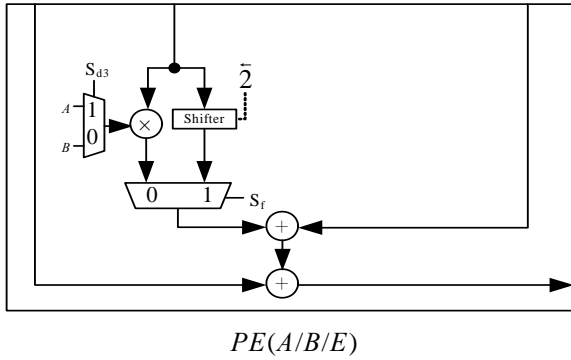 S_d3
←2
A
1
0
B
×
Shifter
0 1
S_f
+
+
PE(A/B/E)